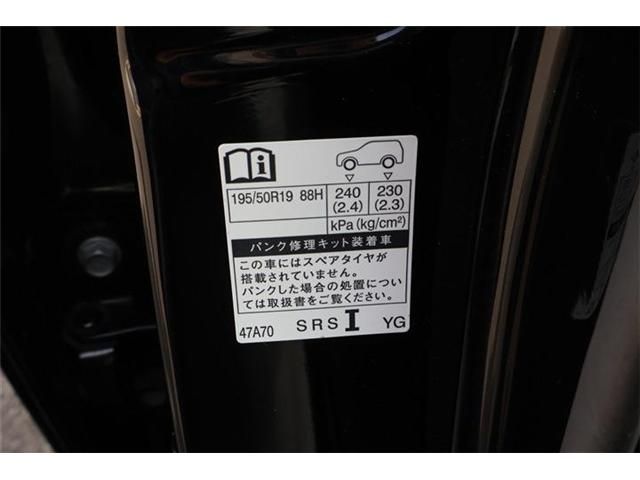 195/50R19 88H 240 230
(2.4) (2.3)
kPa(kg/cm²)
パンク修理キット装着車
この車にはスペアタイヤが
搭載されていません。
パンクした場合の処置につい
ては取扱書をご覧ください。
47A70 SRS I YG